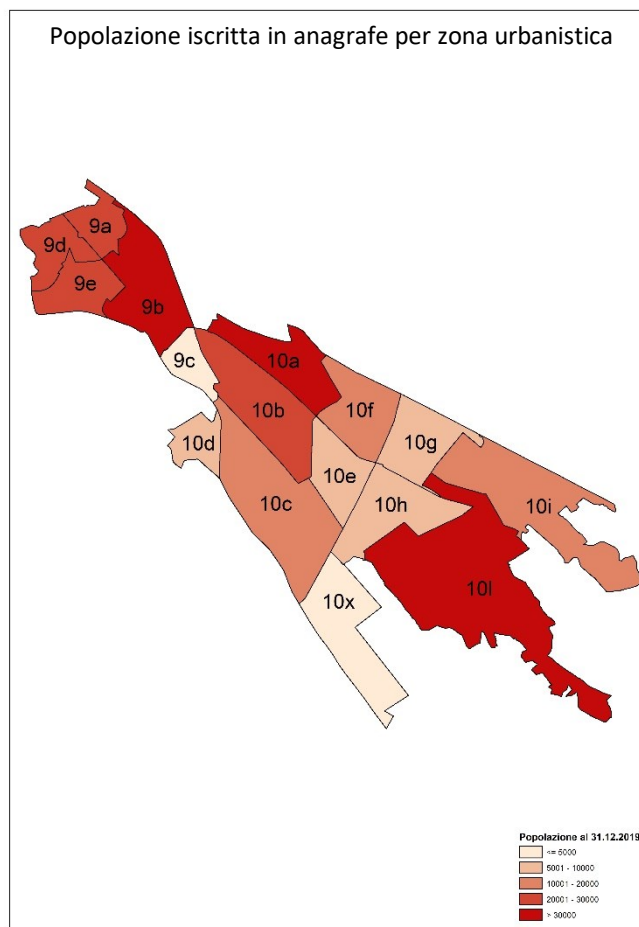 Popolazione iscritta in anagrafe per zona urbanistica
9a
9d
9e
9b
9c
10a
10b
10f
10d
10g
10e
10c
10h
10i
10l
10x
Popolazione al 31.12.2019
<= 5000
5001 - 10000
10001 - 20000
20001 - 30000
> 30000